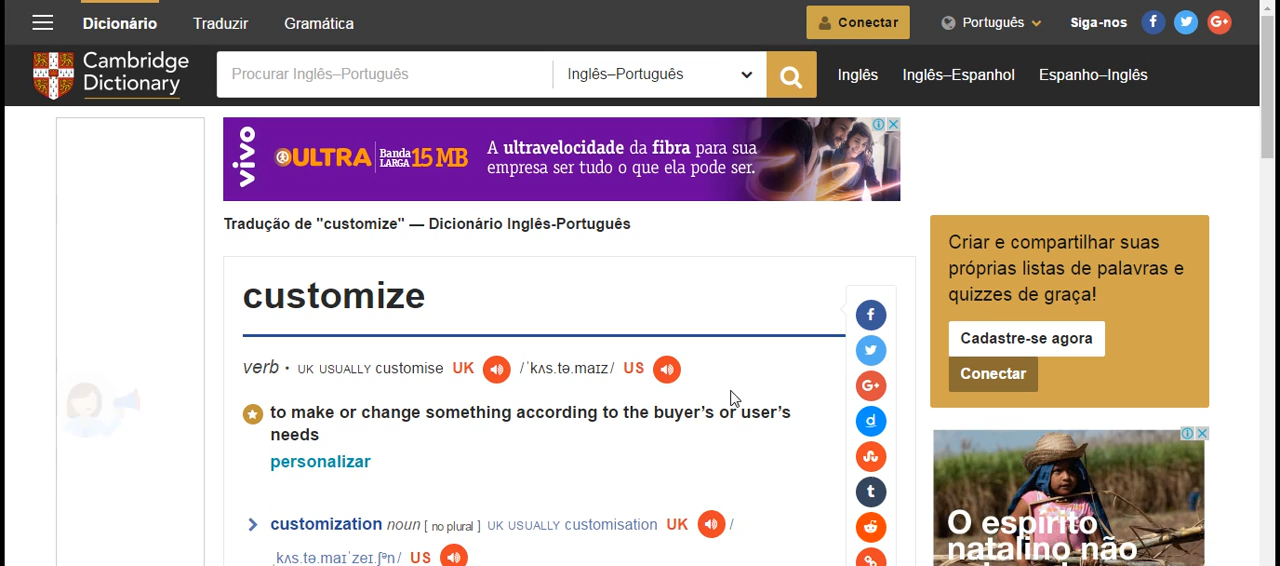 Dicionário Traduzir Gramática Conectar Português Siga-nos
Cambridge
Dictionary
Procurar Inglês–Português Inglês–Português Inglês Inglês–Espanhol Espanho–Inglês
vivo ULTRA Banda
LARGA 15 MB
A ultravelocidade da fibra para sua
empresa ser tudo o que ela pode ser.
Tradução de "customize" — Dicionário Inglês-Português
customize
verb · UK USUALLY customise UK /ˈkʌs.tə.maɪz/ US
to make or change something according to the buyer’s or user’s
needs
personalizar
customization noun [ no plural ] UK USUALLY customisation UK /
ˌkʌs.tə.maɪˈzeɪ.ʃᵊn/ US
Criar e compartilhar suas
próprias listas de palavras e
quizzes de graça!
Cadastre-se agora
Conectar
O espírito
natalino não